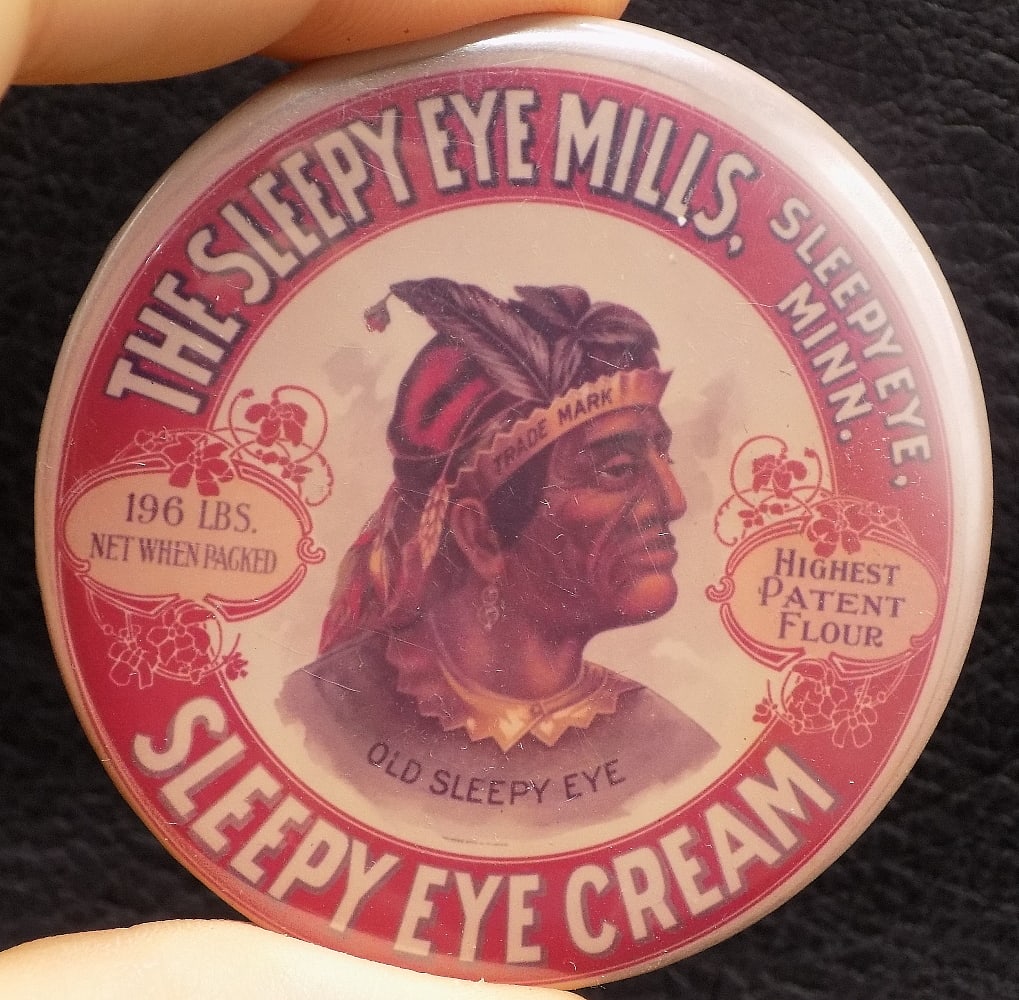 THE SLEEPY EYE MILLS,
SLEEPY EYE,
MINN.
TRADE MARK
196 LBS.
NET WHEN PACKED
HIGHEST
PATENT
FLOUR
OLD SLEEPY EYE
SLEEPY EYE CREAM